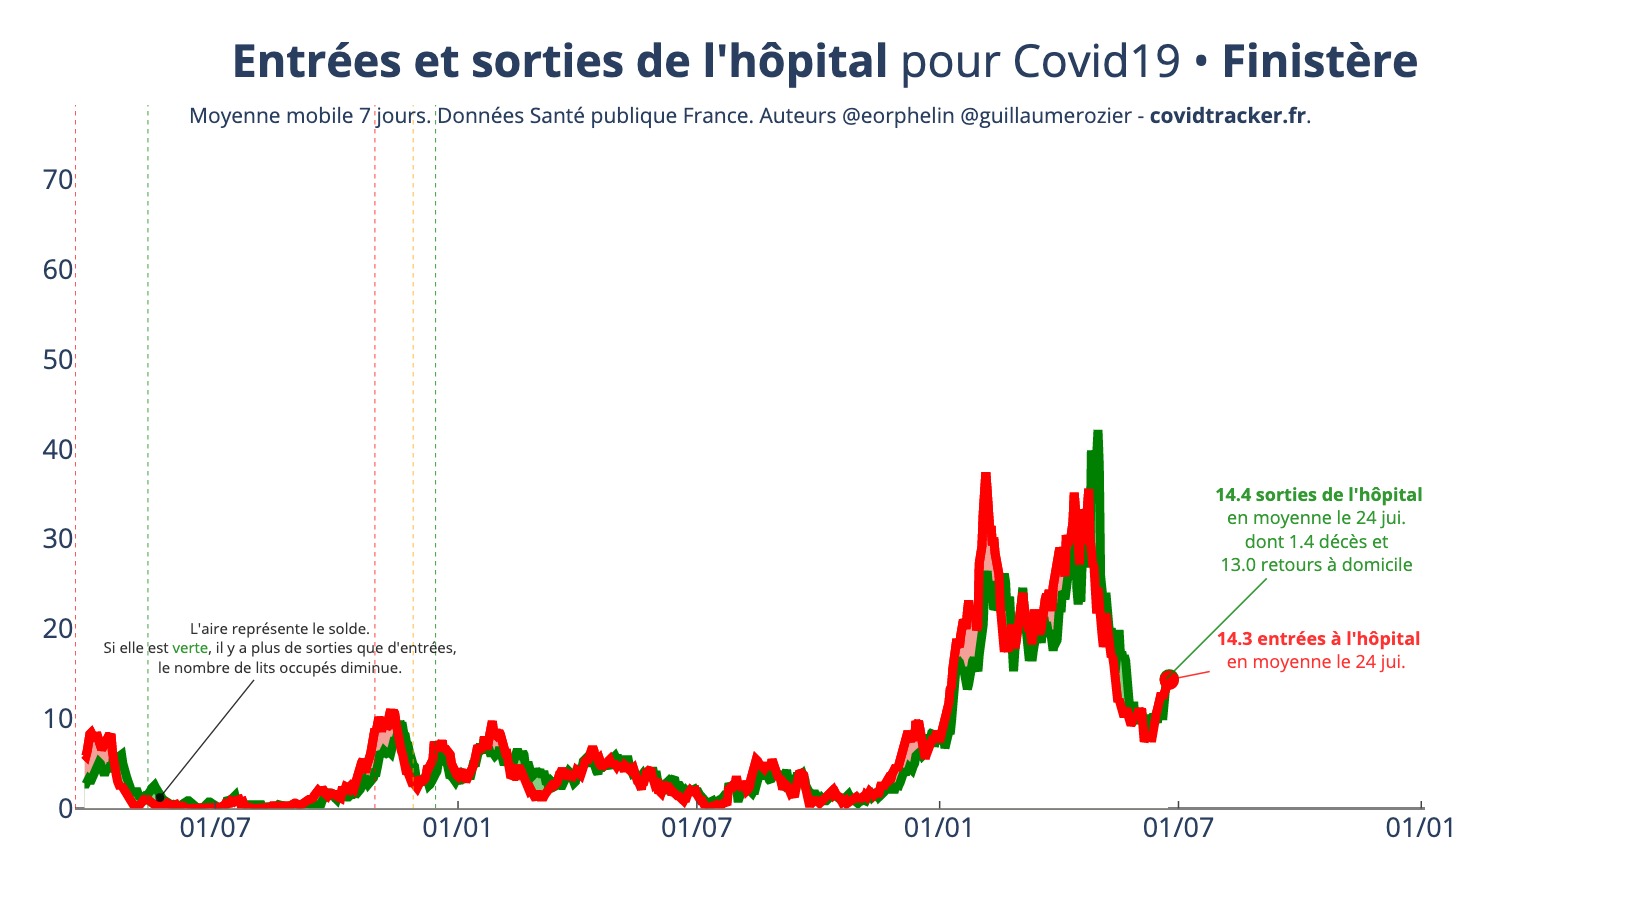 Entrées et sorties de l'hôpital pour Covid19 • Finistère
Moyenne mobile 7 jours. Données Santé publique France. Auteurs @eorphelin @guillaumerozier - covidtracker.fr.
70
60
50
40
30
20
10
0
L'aire représente le solde.
Si elle est verte, il y a plus de sorties que d'entrées,
le nombre de lits occupés diminue.
14.4 sorties de l'hôpital
en moyenne le 24 jui.
dont 1.4 décès et
13.0 retours à domicile
14.3 entrées à l'hôpital
en moyenne le 24 jui.
01/07
01/01
01/07
01/01
01/07
01/01